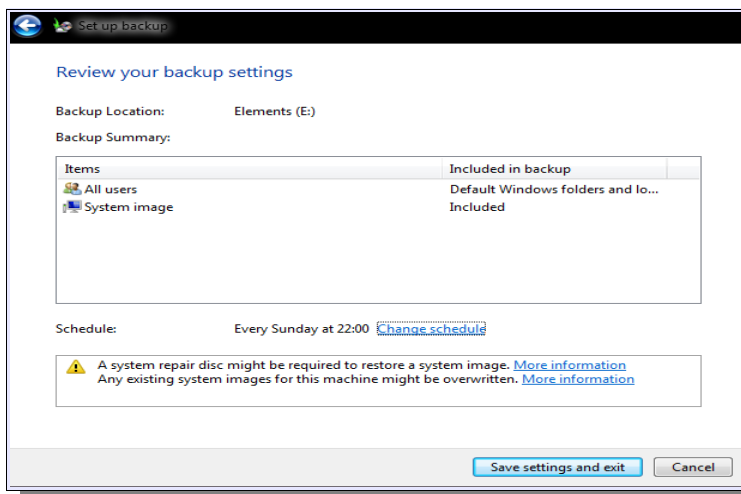 Set up backup
Review your backup settings
Backup Location: Elements (E:)
Backup Summary:
Items Included in backup
All users Default Windows folders and lo...
System image Included
Schedule: Every Sunday at 22:00 Change schedule
A system repair disc might be required to restore a system image. More information
Any existing system images for this machine might be overwritten. More information
Save settings and exit Cancel